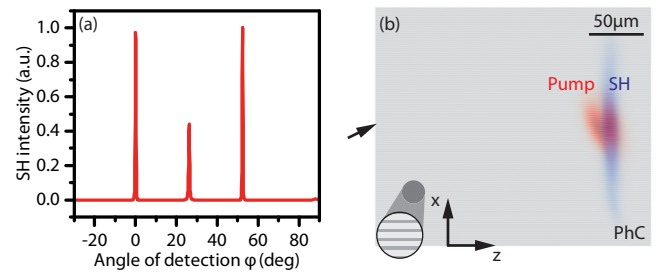 (a)
SH intensity (a.u.)
1.0
0.8
0.6
0.4
0.2
0.0
-20 0 20 40 60 80
Angle of detection φ (deg)
(b)
50µm
Pump SH
x
z
PhC